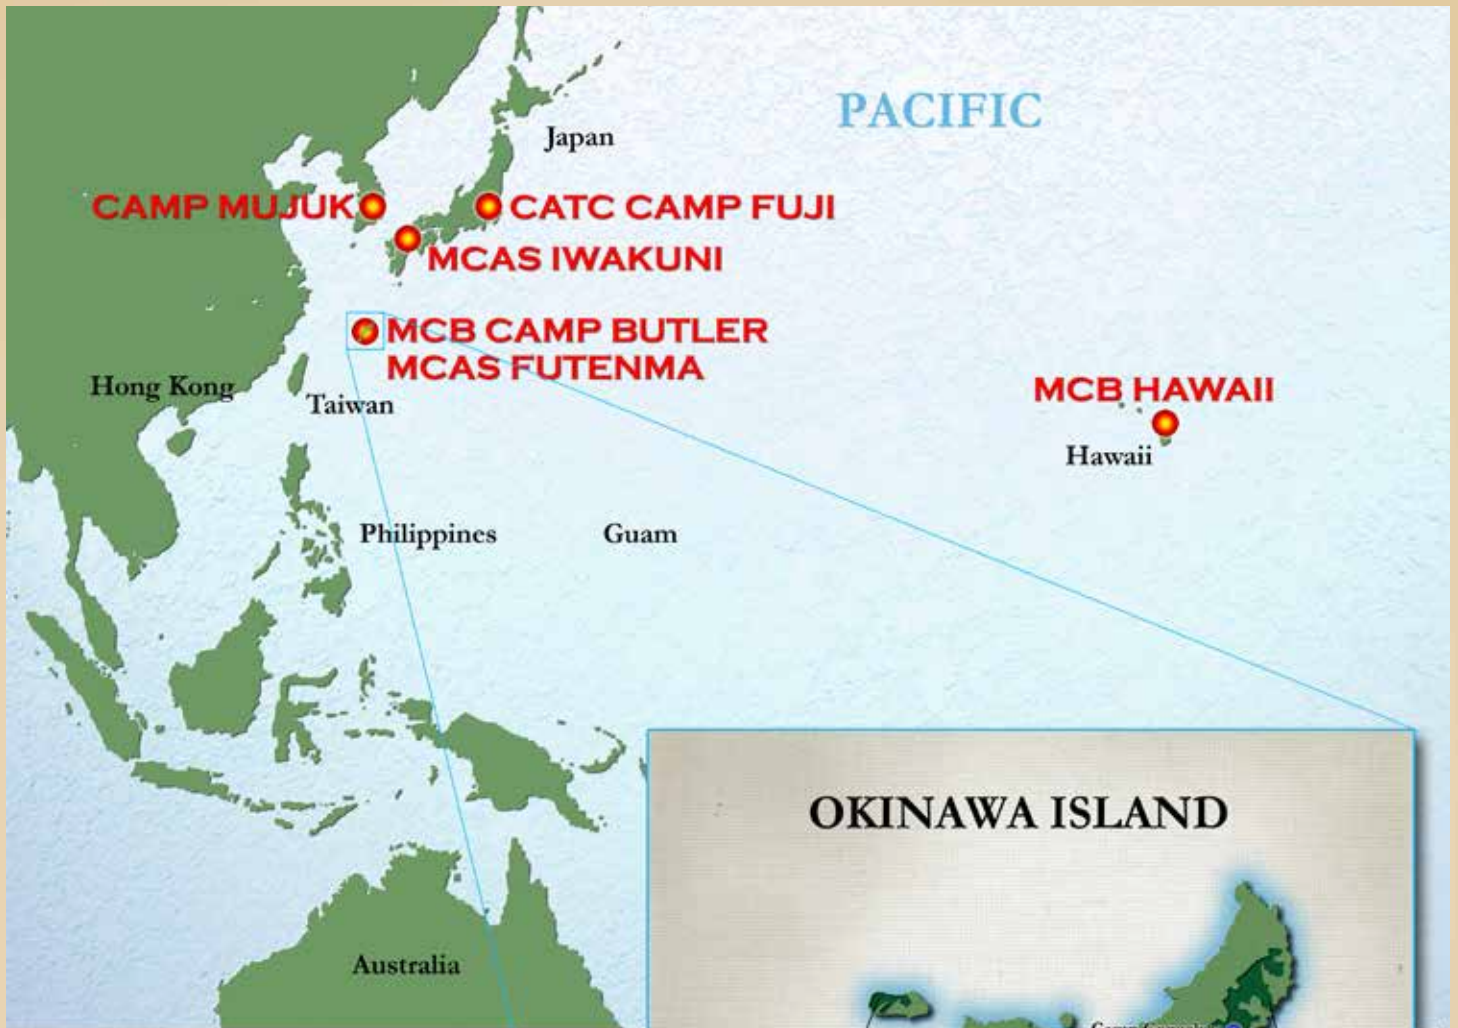 PACIFIC
Japan
CAMP MUJUK
CATC CAMP FUJI
MCAS IWAKUNI
MCB CAMP BUTLER
MCAS FUTENMA
Hong Kong
Taiwan
MCB HAWAII
Hawaii
Philippines
Guam
OKINAWA ISLAND
Australia